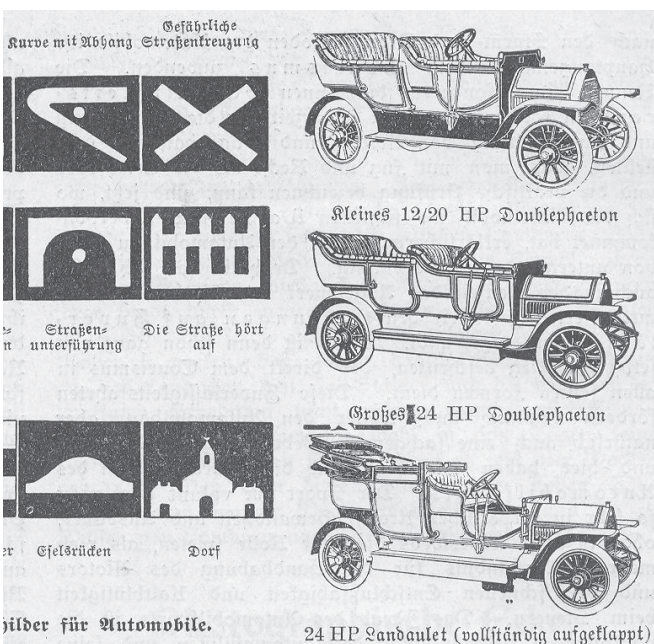 Kurve mit Abhang
Gefährliche
Straßenkreuzung
Straßen-
unterführung
Die Straße hört
auf
Eselsrücken
Dorf
bilder für Automobile.
Kleines 12/20 HP Doublephaeton
Großes 24 HP Doublephaeton
24 HP Landaulet (vollständig aufgeklappt)